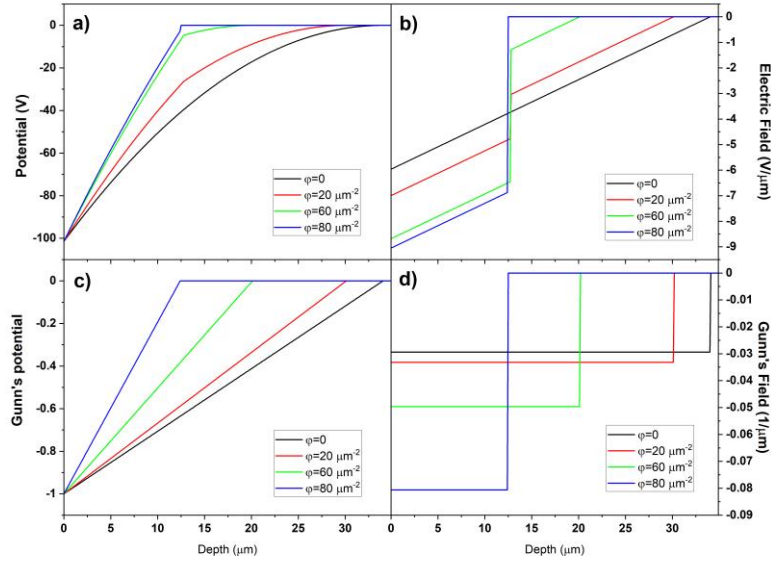 a)
0
-20
-40
-60
-80
-100
Potential (V)
φ=0
φ=20 μm-2
φ=60 μm-2
φ=80 μm-2
b)
0
-1
-2
-3
-4
-5
-6
-7
-8
-9
Electric Field (V/μm)
φ=0
φ=20 μm-2
φ=60 μm-2
φ=80 μm-2
c)
0
-0.2
-0.4
-0.6
-0.8
-1
Gunn's potential
φ=0
φ=20 μm-2
φ=60 μm-2
φ=80 μm-2
0 5 10 15 20 25 30
Depth (μm)
d)
0
-0.01
-0.02
-0.03
-0.04
-0.05
-0.06
-0.07
-0.08
-0.09
Gunn's Field (1/μm)
φ=0
φ=20 μm-2
φ=60 μm-2
φ=80 μm-2
0 5 10 15 20 25 30
Depth (μm)